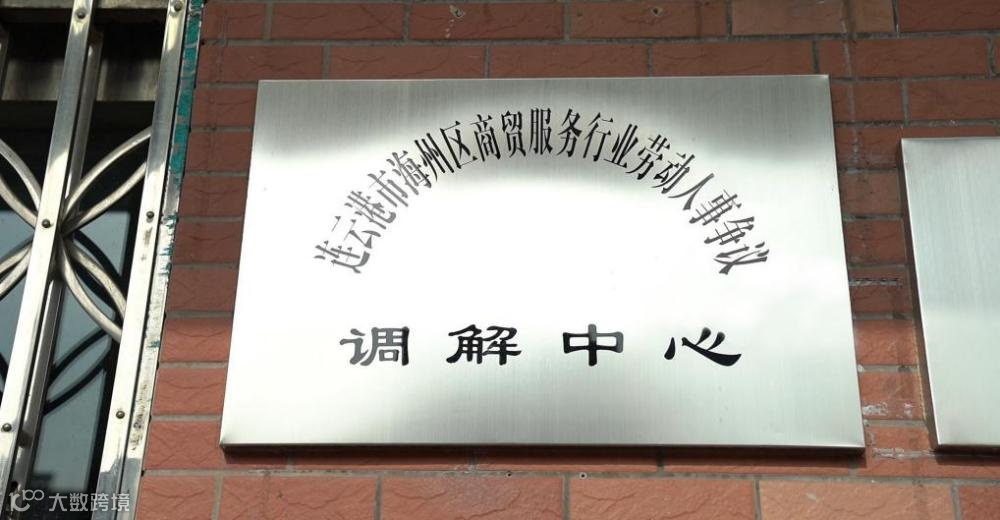 连云港市海州区商贸服务行业劳动人事争议
调解中心
大数跨境